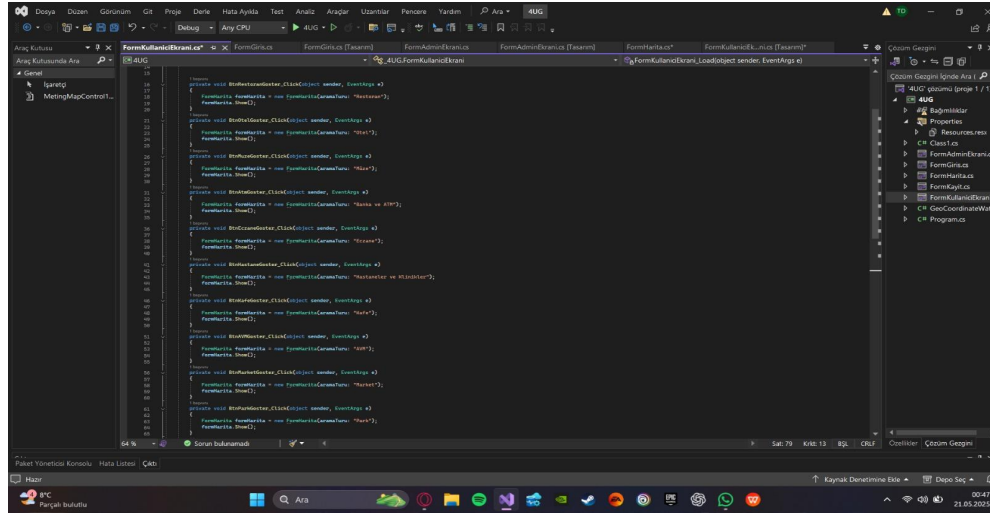 Dosya Düzen Görünüm Git Proje Derle Hata Ayıkla Test Analiz Araçlar Uzantılar Pencere Yardım Ara 4UG TO
Debug Any CPU 4UG
Araç Kutusu
Araç Kutusunda Ara
Genel
İşaretçi
MetingMapControl1...
FormKullaniciEkrani.cs* FormGiris.cs FormGiris.cs [Tasarım] FormAdminEkrani.cs FormAdminEkrani.cs [Tasarım] FormHarita.cs* FormKullaniciEk...ni.cs [Tasarım]*
4UG _4UG.FormKullaniciEkrani FormKullaniciEkrani_Load(object sender, EventArgs e)
private void BtnRestoranGoster_Click(object sender, EventArgs e)
{
FormHarita formHarita = new FormHarita(aramaTuru: "Restoran");
formHarita.Show();
}
private void BtnOtelGoster_Click(object sender, EventArgs e)
{
FormHarita formHarita = new FormHarita(aramaTuru: "Otel");
formHarita.Show();
}
private void BtnMuzeGoster_Click(object sender, EventArgs e)
{
FormHarita formHarita = new FormHarita(aramaTuru: "Müze");
formHarita.Show();
}
private void BtnAtmGoster_Click(object sender, EventArgs e)
{
FormHarita formHarita = new FormHarita(aramaTuru: "Banka ve ATM");
formHarita.Show();
}
private void BtnEczaneGoster_Click(object sender, EventArgs e)
{
FormHarita formHarita = new FormHarita(aramaTuru: "Eczane");
formHarita.Show();
}
private void BtnHastaneGoster_Click(object sender, EventArgs e)
{
FormHarita formHarita = new FormHarita(aramaTuru: "Hastaneler ve Klinikler");
formHarita.Show();
}
private void BtnKafeGoster_Click(object sender, EventArgs e)
{
FormHarita formHarita = new FormHarita(aramaTuru: "Kafe");
formHarita.Show();
}
private void BtnAVMGoster_Click(object sender, EventArgs e)
{
FormHarita formHarita = new FormHarita(aramaTuru: "AVM");
formHarita.Show();
}
private void BtnMarketGoster_Click(object sender, EventArgs e)
{
FormHarita formHarita = new FormHarita(aramaTuru: "Market");
formHarita.Show();
}
private void BtnParkGoster_Click(object sender, EventArgs e)
{
FormHarita formHarita = new FormHarita(aramaTuru: "Park");
formHarita.Show();
}
64 % Sorun bulunamadı Sat: 79 Krkt: 13 BŞL CRLF
Çözüm Gezgini
Çözüm Gezgini İçinde Ara (
'4UG' çözümü (proje 1 / 1
4UG
Bağımlılıklar
Properties
Resources.resx
Class1.cs
FormAdminEkrani.c
FormGiris.cs
FormHarita.cs
FormKayit.cs
FormKullaniciEkran
GeoCoordinateWat
Program.cs
Özellikler Çözüm Gezgini
Paket Yöneticisi Konsolu Hata Listesi Çıktı
Hazır Kaynak Denetimine Ekle Depo Seç
8°C
Parçalı bulutlu
Ara
00:47
21.05.2025